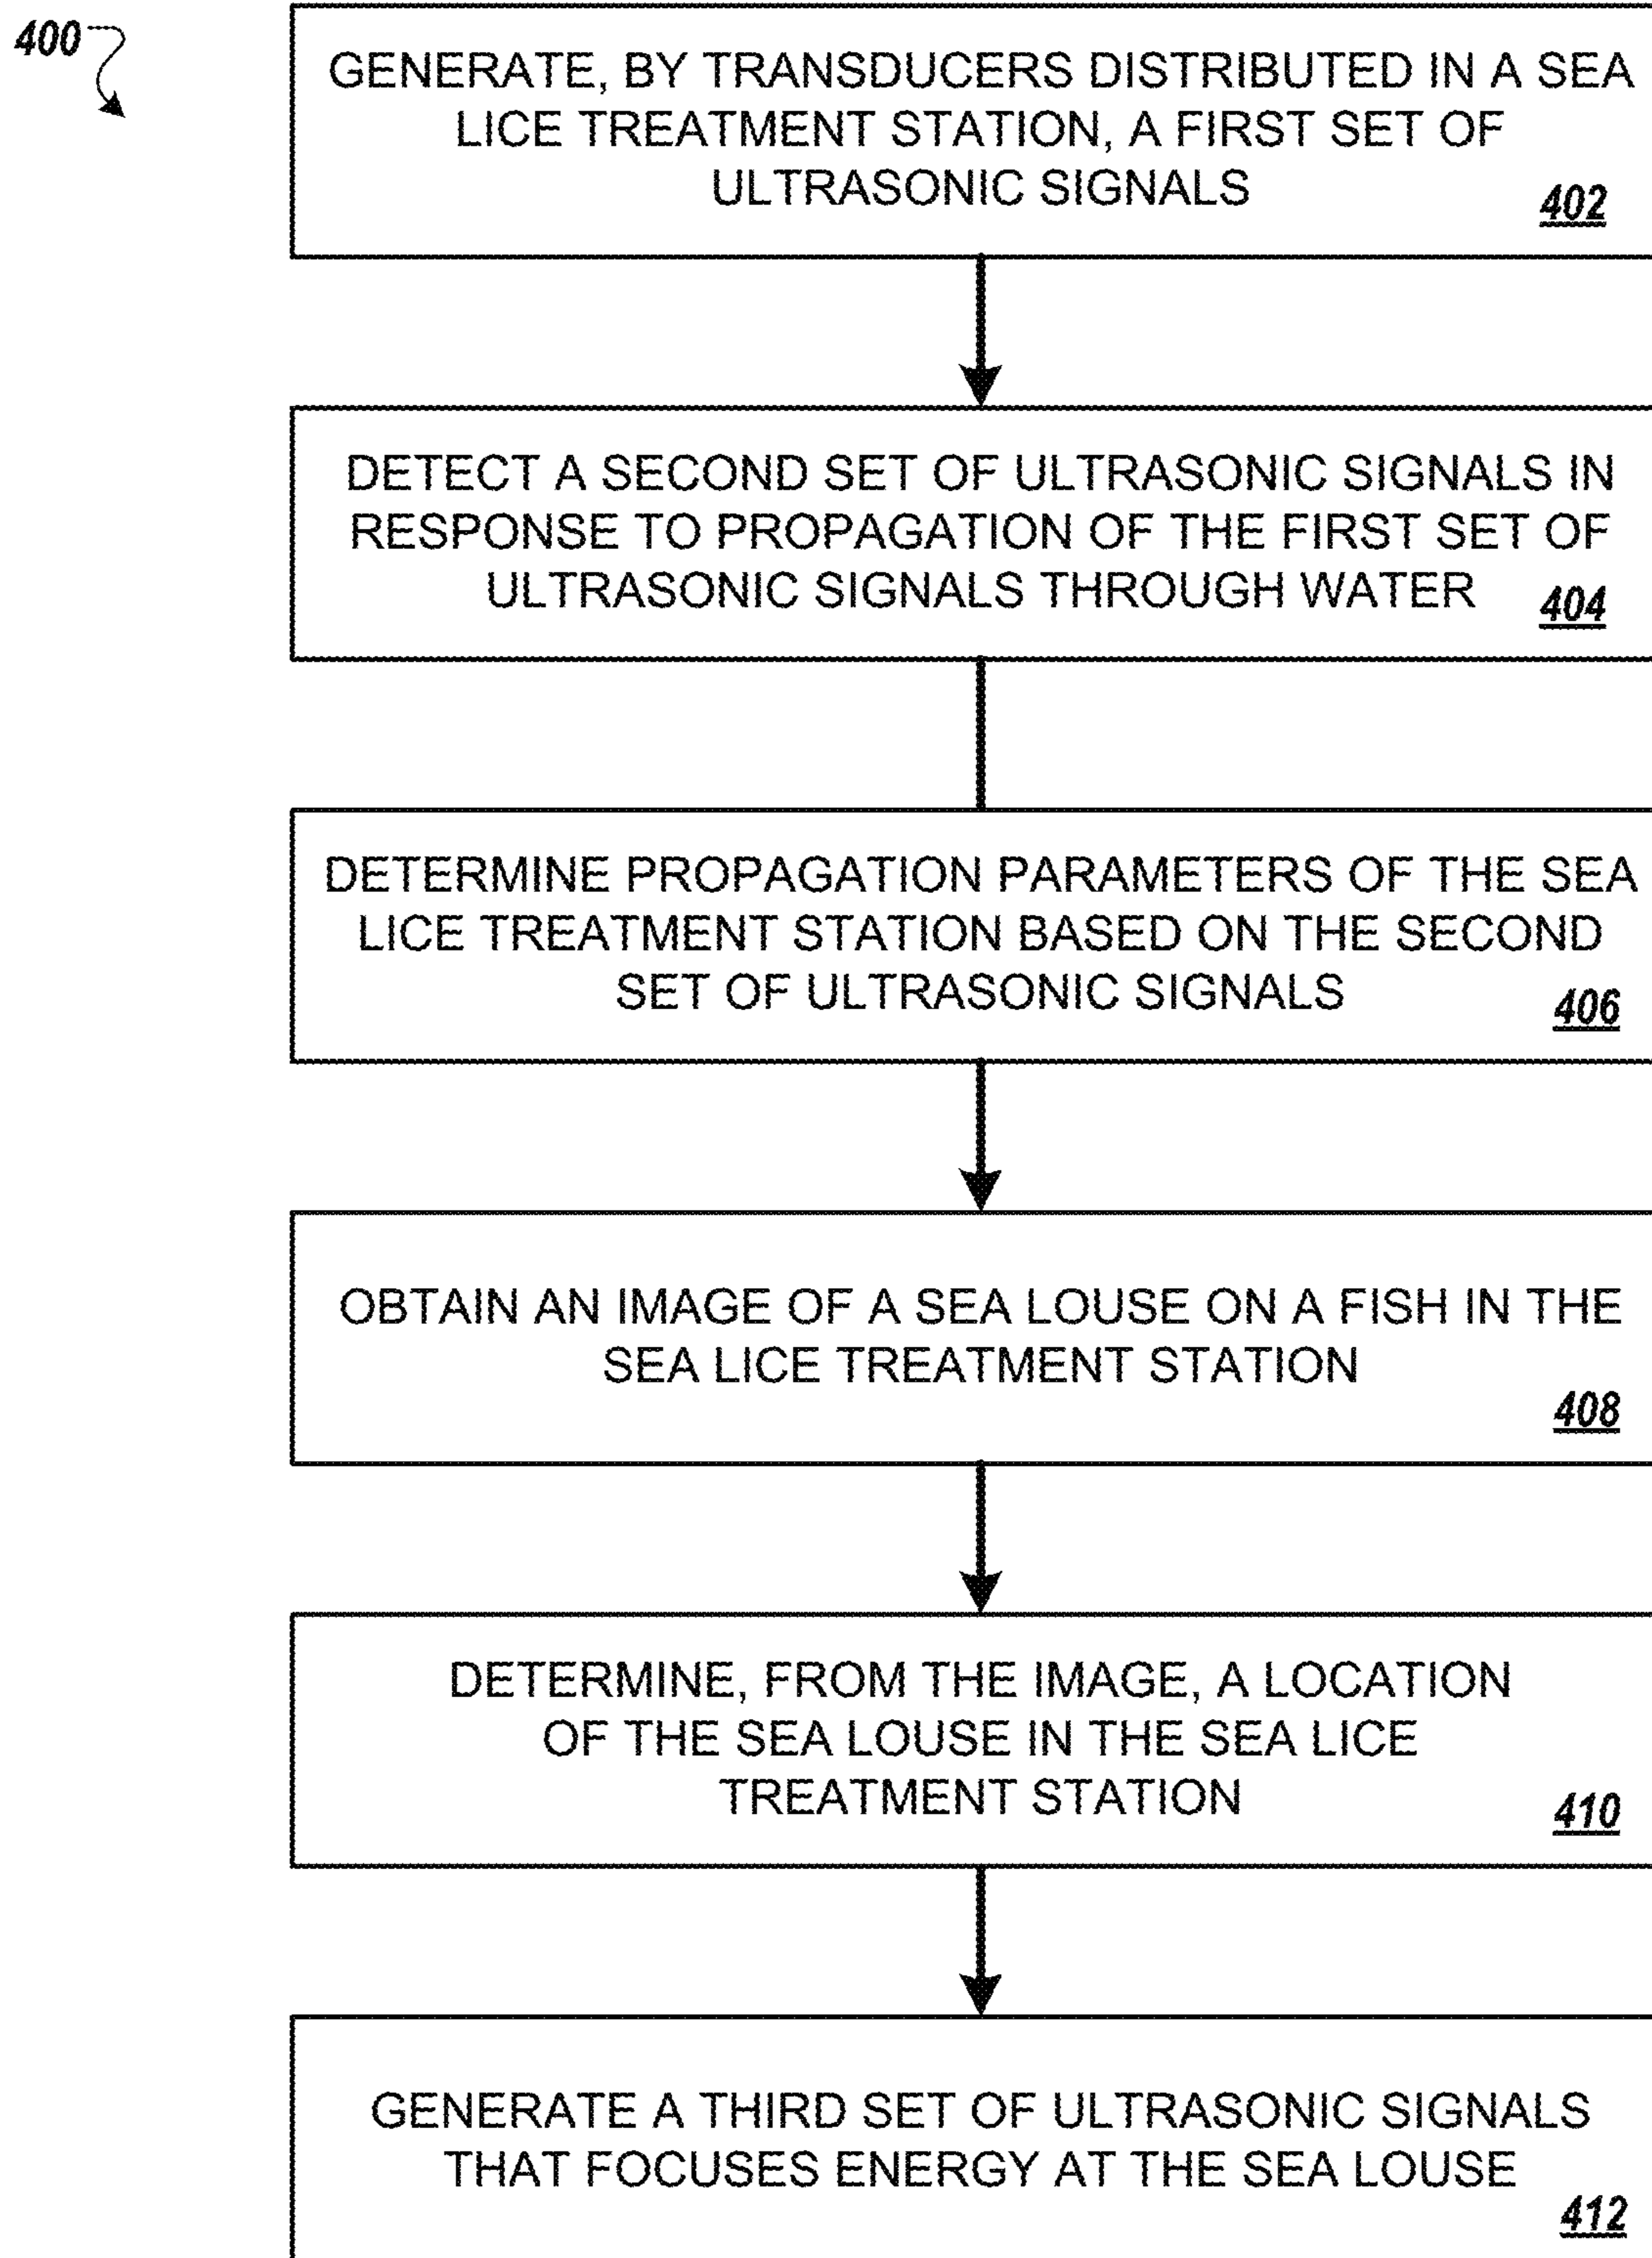 400
GENERATE, BY TRANSDUCERS DISTRIBUTED IN A SEA
LICE TREATMENT STATION, A FIRST SET OF
ULTRASONIC SIGNALS
402
DETECT A SECOND SET OF ULTRASONIC SIGNALS IN
RESPONSE TO PROPAGATION OF THE FIRST SET OF
ULTRASONIC SIGNALS THROUGH WATER
404
DETERMINE PROPAGATION PARAMETERS OF THE SEA
LICE TREATMENT STATION BASED ON THE SECOND
SET OF ULTRASONIC SIGNALS
406
OBTAIN AN IMAGE OF A SEA LOUSE ON A FISH IN THE
SEA LICE TREATMENT STATION
408
DETERMINE, FROM THE IMAGE, A LOCATION
OF THE SEA LOUSE IN THE SEA LICE
TREATMENT STATION
410
GENERATE A THIRD SET OF ULTRASONIC SIGNALS
THAT FOCUSES ENERGY AT THE SEA LOUSE
412